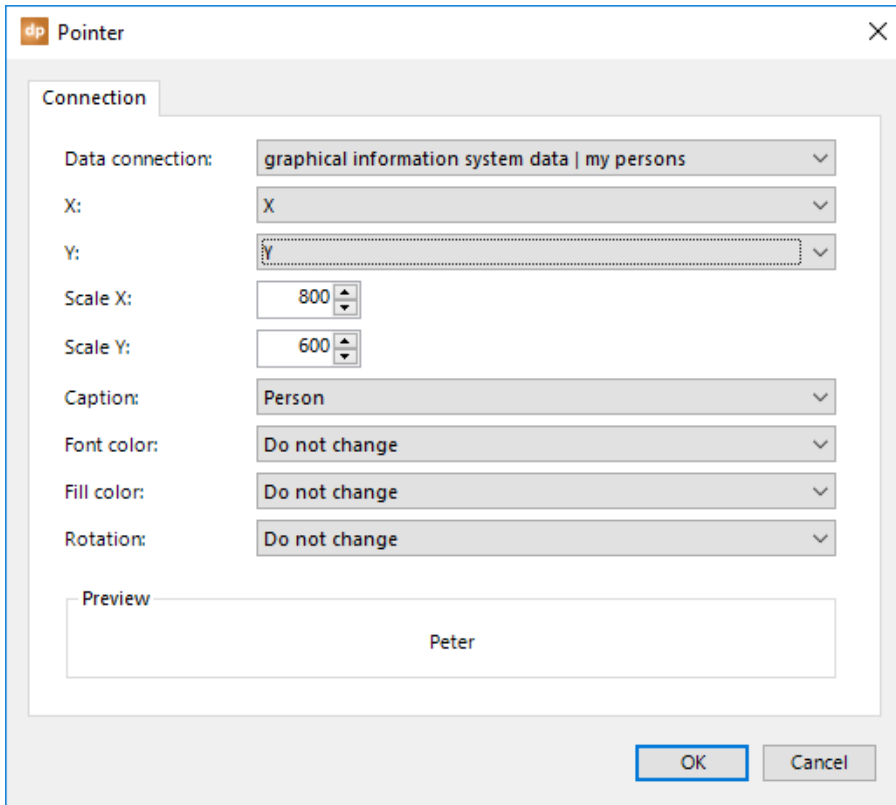 dp Pointer
Connection
Data connection: graphical information system data | my persons
X: X
Y: Y
Scale X: 800
Scale Y: 600
Caption: Person
Font color: Do not change
Fill color: Do not change
Rotation: Do not change
Preview
Peter
OK Cancel